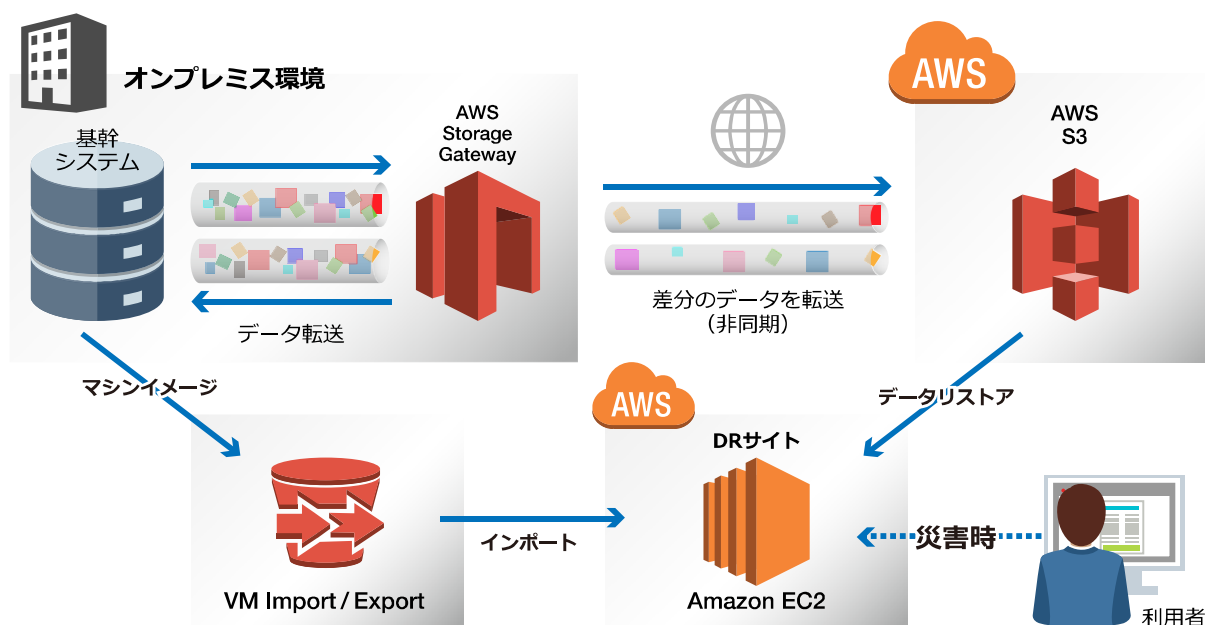 オンプレミス環境
AWS
基幹
システム
AWS
Storage
Gateway
AWS
S3
データ転送
差分のデータを転送
（非同期）
マシンイメージ
AWS
データリストア
DRサイト
インポート
災害時
VM Import / Export
Amazon EC2
利用者